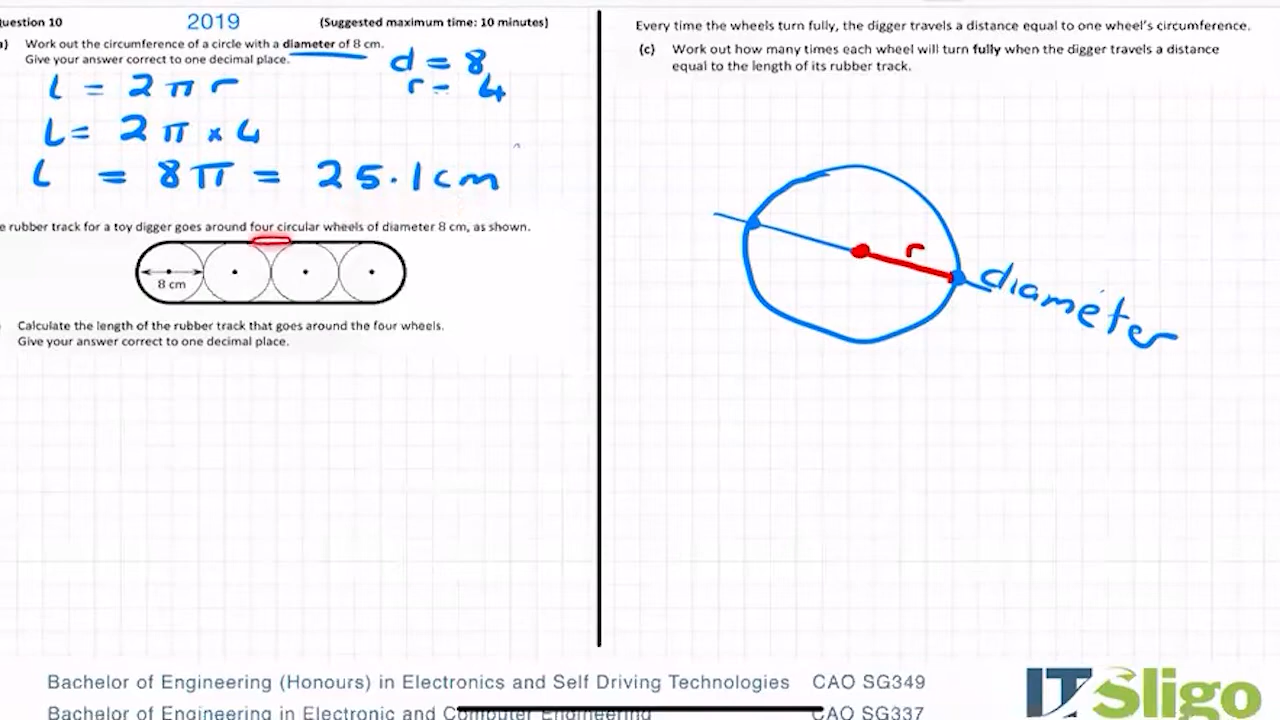 uestion 10 2019 (Suggested maximum time: 10 minutes)
) Work out the circumference of a circle with a diameter of 8 cm.
Give your answer correct to one decimal place.
d = 8
r = 4
L = 2πr
L = 2π × 4
L = 8π = 25.1cm
e rubber track for a toy digger goes around four circular wheels of diameter 8 cm, as shown.
8 cm
Calculate the length of the rubber track that goes around the four wheels.
Give your answer correct to one decimal place.
Every time the wheels turn fully, the digger travels a distance equal to one wheel's circumference.
(c) Work out how many times each wheel will turn fully when the digger travels a distance
equal to the length of its rubber track.
r
diameter
Bachelor of Engineering (Honours) in Electronics and Self Driving Technologies CAO SG349
Bachelor of Engineering in Electronic and Computer Engineering CAO SG337
IT Sligo